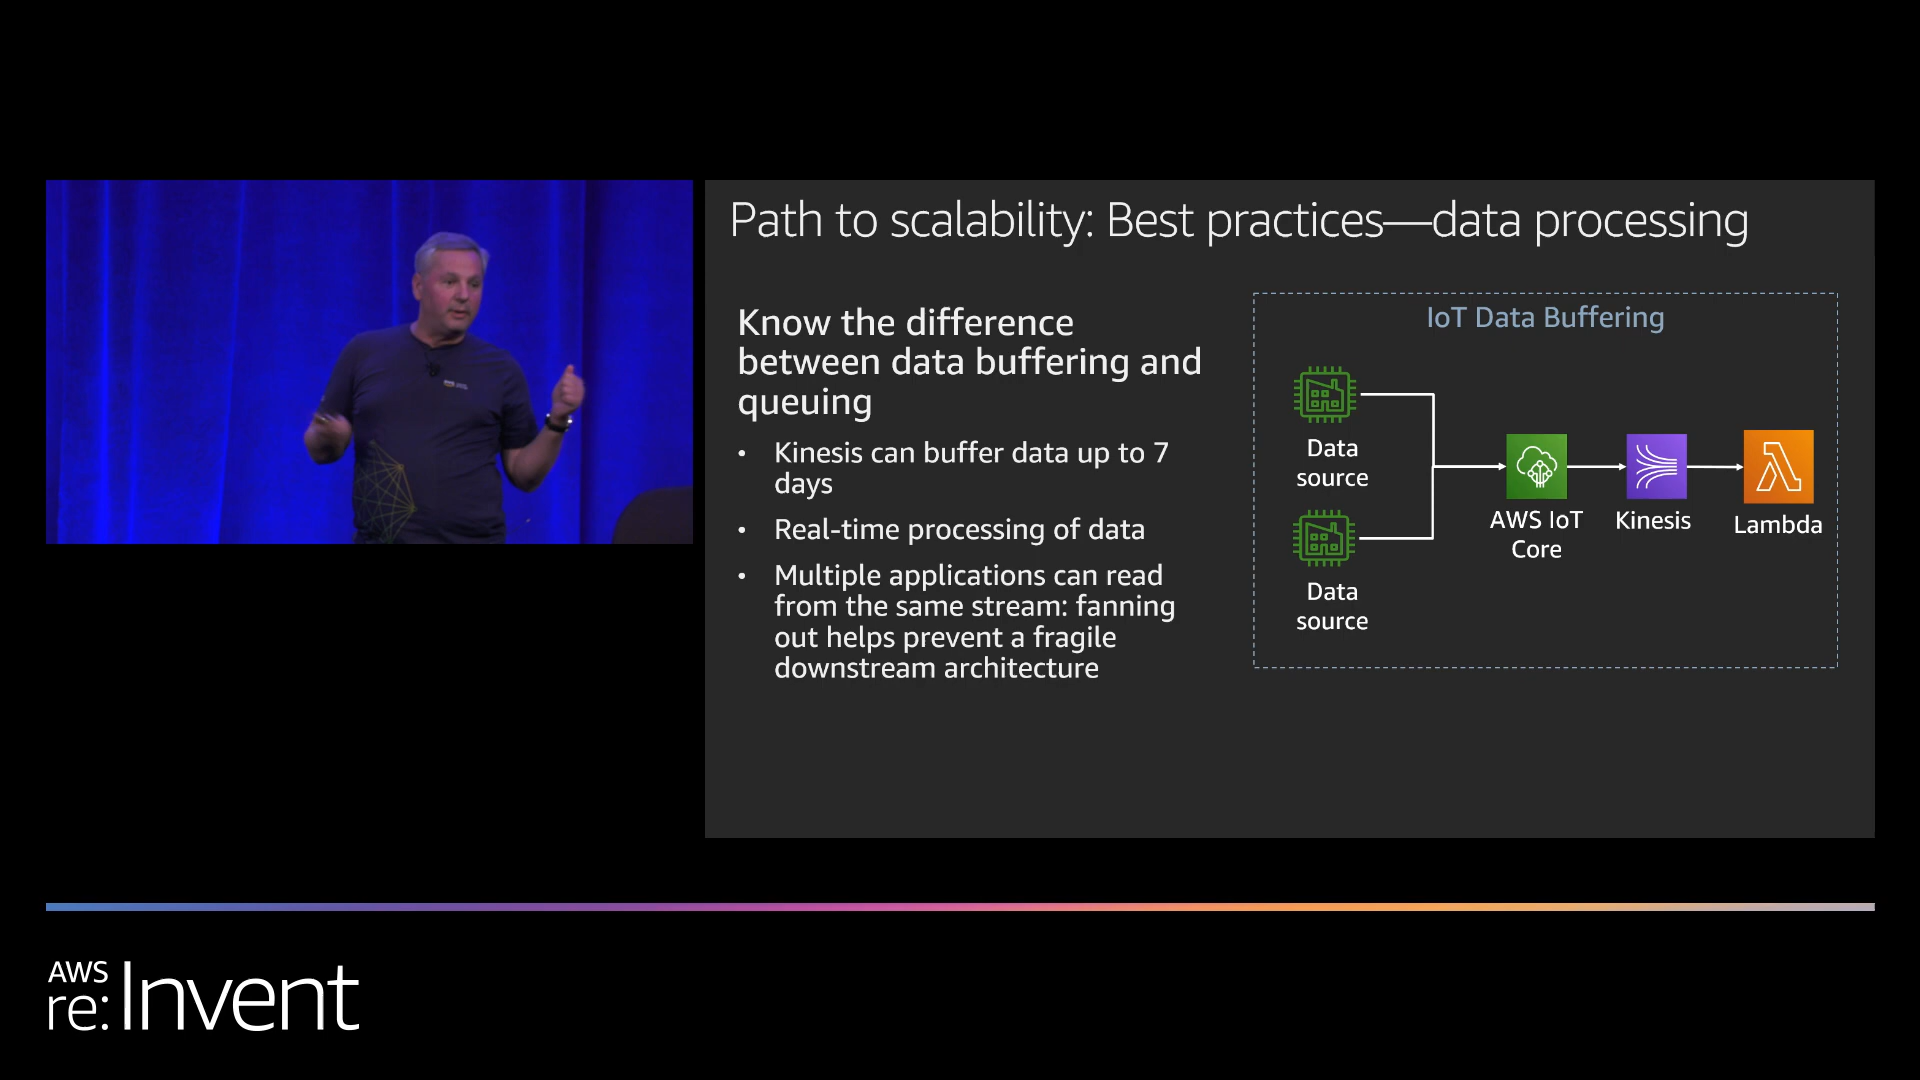 Path to scalability: Best practices—data processing
Know the difference
between data buffering and
queuing
• Kinesis can buffer data up to 7
days
• Real-time processing of data
• Multiple applications can read
from the same stream: fanning
out helps prevent a fragile
downstream architecture
IoT Data Buffering
Data
source
Data
source
AWS IoT
Core
Kinesis
Lambda
AWS
re:Invent